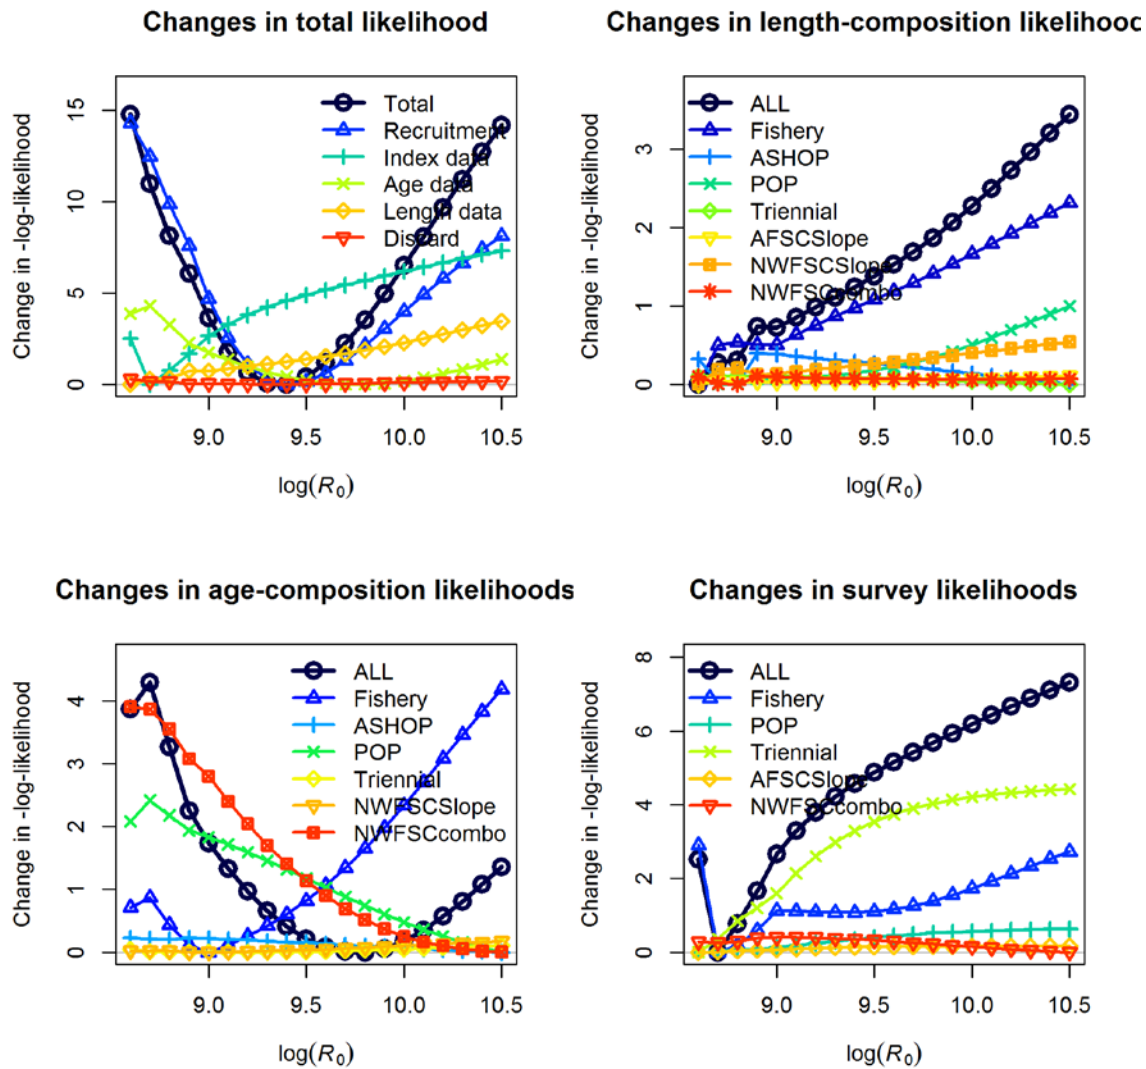 Changes in total likelihood
Change in -log-likelihood
15
10
5
0
Total
Recruitment
Index data
Age data
Length data
Discard
9.0
9.5
10.0
10.5
log(R0)
Changes in length-composition likelihood
Change in -log-likelihood
3
2
1
0
ALL
Fishery
ASHOP
POP
Triennial
AFSCSlope
NWFSCSlope
NWFSCcombo
9.0
9.5
10.0
10.5
log(R0)
Changes in age-composition likelihoods
Change in -log-likelihood
4
3
2
1
0
ALL
Fishery
ASHOP
POP
Triennial
NWFSCSlope
NWFSCcombo
9.0
9.5
10.0
10.5
log(R0)
Changes in survey likelihoods
Change in -log-likelihood
8
6
4
2
0
ALL
Fishery
POP
Triennial
AFSCSlope
NWFSCcombo
9.0
9.5
10.0
10.5
log(R0)